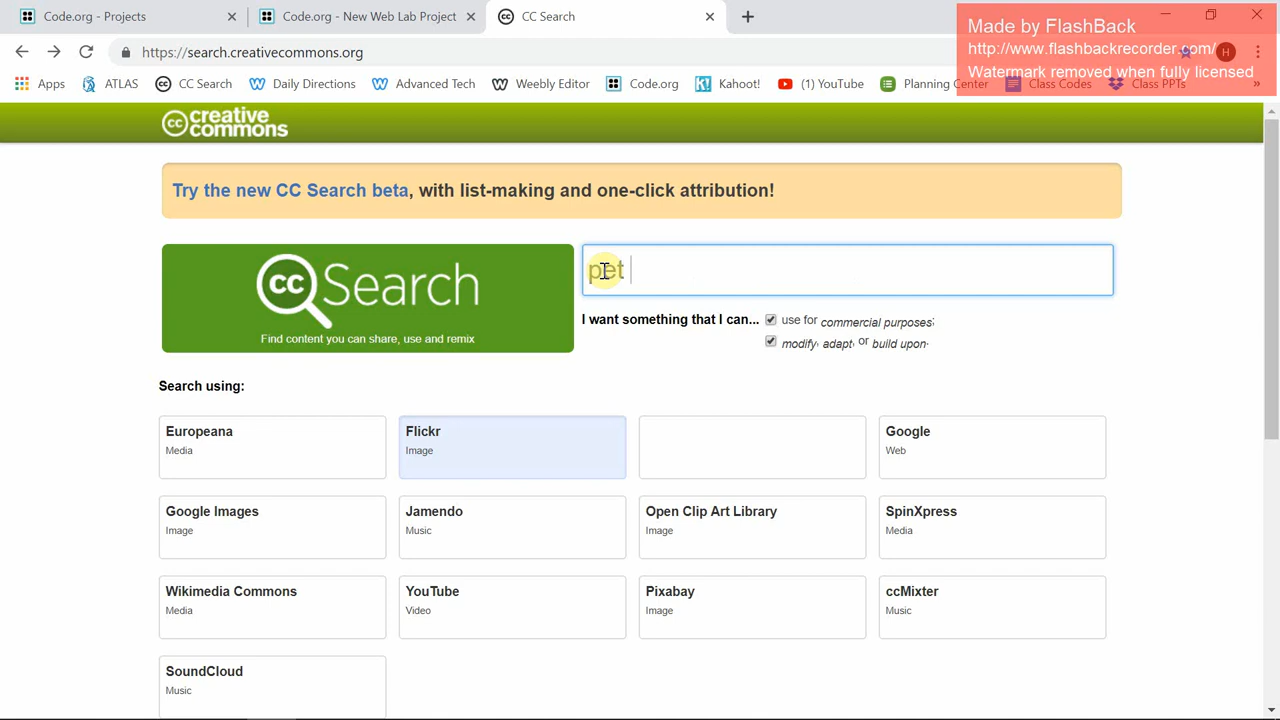 Code.org - Projects
Code.org - New Web Lab Project
CC Search
Made by FlashBack
http://www.flashbackrecorder.com/
Watermark removed when fully licensed
https://search.creativecommons.org
H
Apps
ATLAS
CC Search
Daily Directions
Advanced Tech
Weebly Editor
Code.org
Kahoot!
(1) YouTube
Planning Center
Class Codes
Class PPTs
»
cc creative commons
Try the new CC Search beta, with list-making and one-click attribution!
cc Search
Find content you can share, use and remix
pet
I want something that I can... use for commercial purposes;
modify, adapt, or build upon.
Search using:
Europeana
Media
Flickr
Image
Google
Web
Google Images
Image
Jamendo
Music
Open Clip Art Library
Image
SpinXpress
Media
Wikimedia Commons
Media
YouTube
Video
Pixabay
Image
ccMixter
Music
SoundCloud
Music